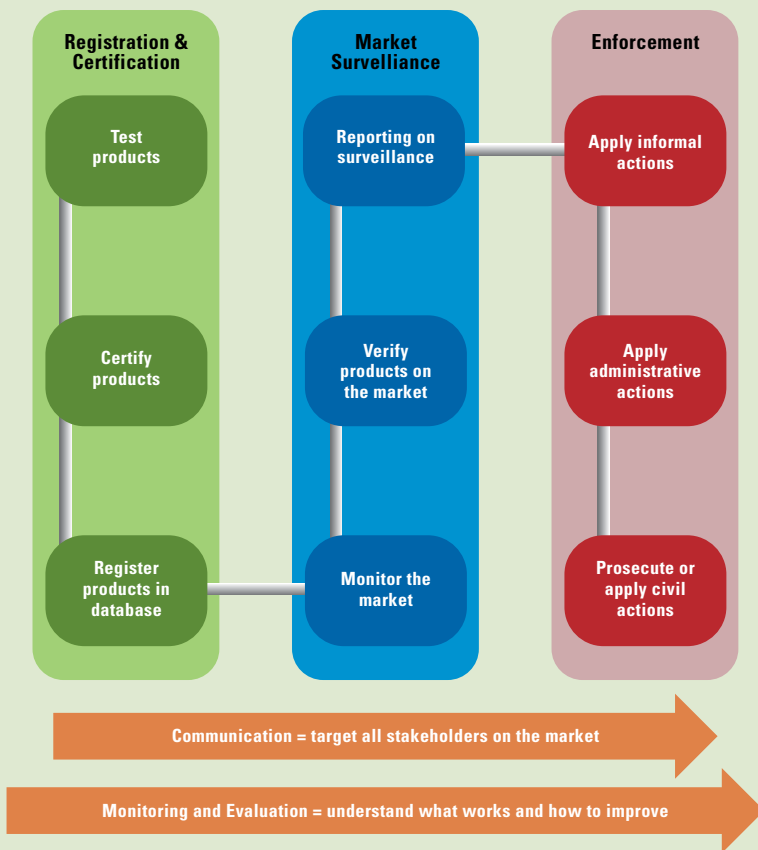 Registration &
Certification
Test
products
Certify
products
Register
products in
database
Market
Survelliance
Reporting on
surveillance
Verify
products on
the market
Monitor the
market
Enforcement
Apply informal
actions
Apply
administrative
actions
Prosecute or
apply civil
actions
Communication = target all stakeholders on the market
Monitoring and Evaluation = understand what works and how to improve